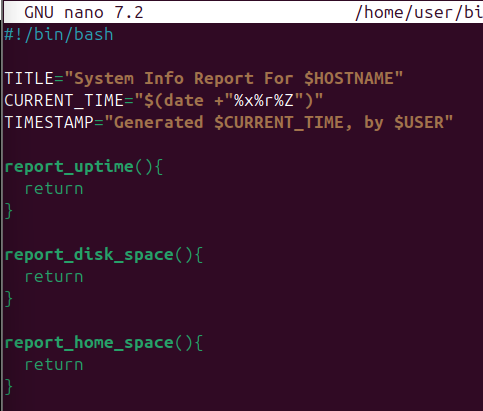 GNU nano 7.2 /home/user/bi
#!/bin/bash
TITLE="System Info Report For $HOSTNAME"
CURRENT_TIME="$(date +"%x%r%Z")"
TIMESTAMP="Generated $CURRENT_TIME, by $USER"
report_uptime(){
  return
}
report_disk_space(){
  return
}
report_home_space(){
  return
}